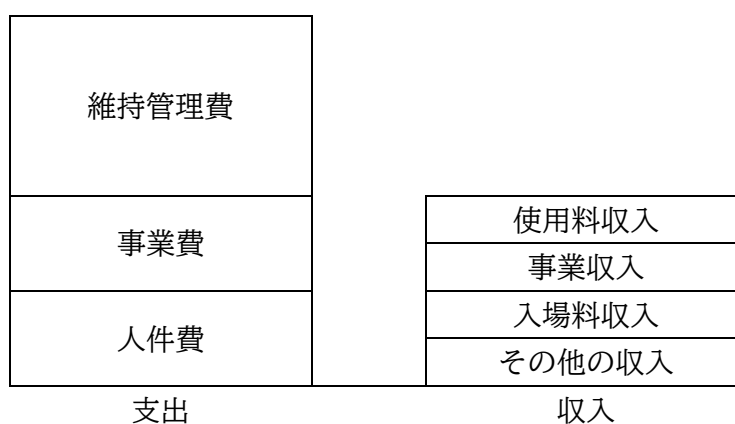 維持管理費
事業費
人件費
支出
使用料収入
事業収入
入場料収入
その他の収入
収入